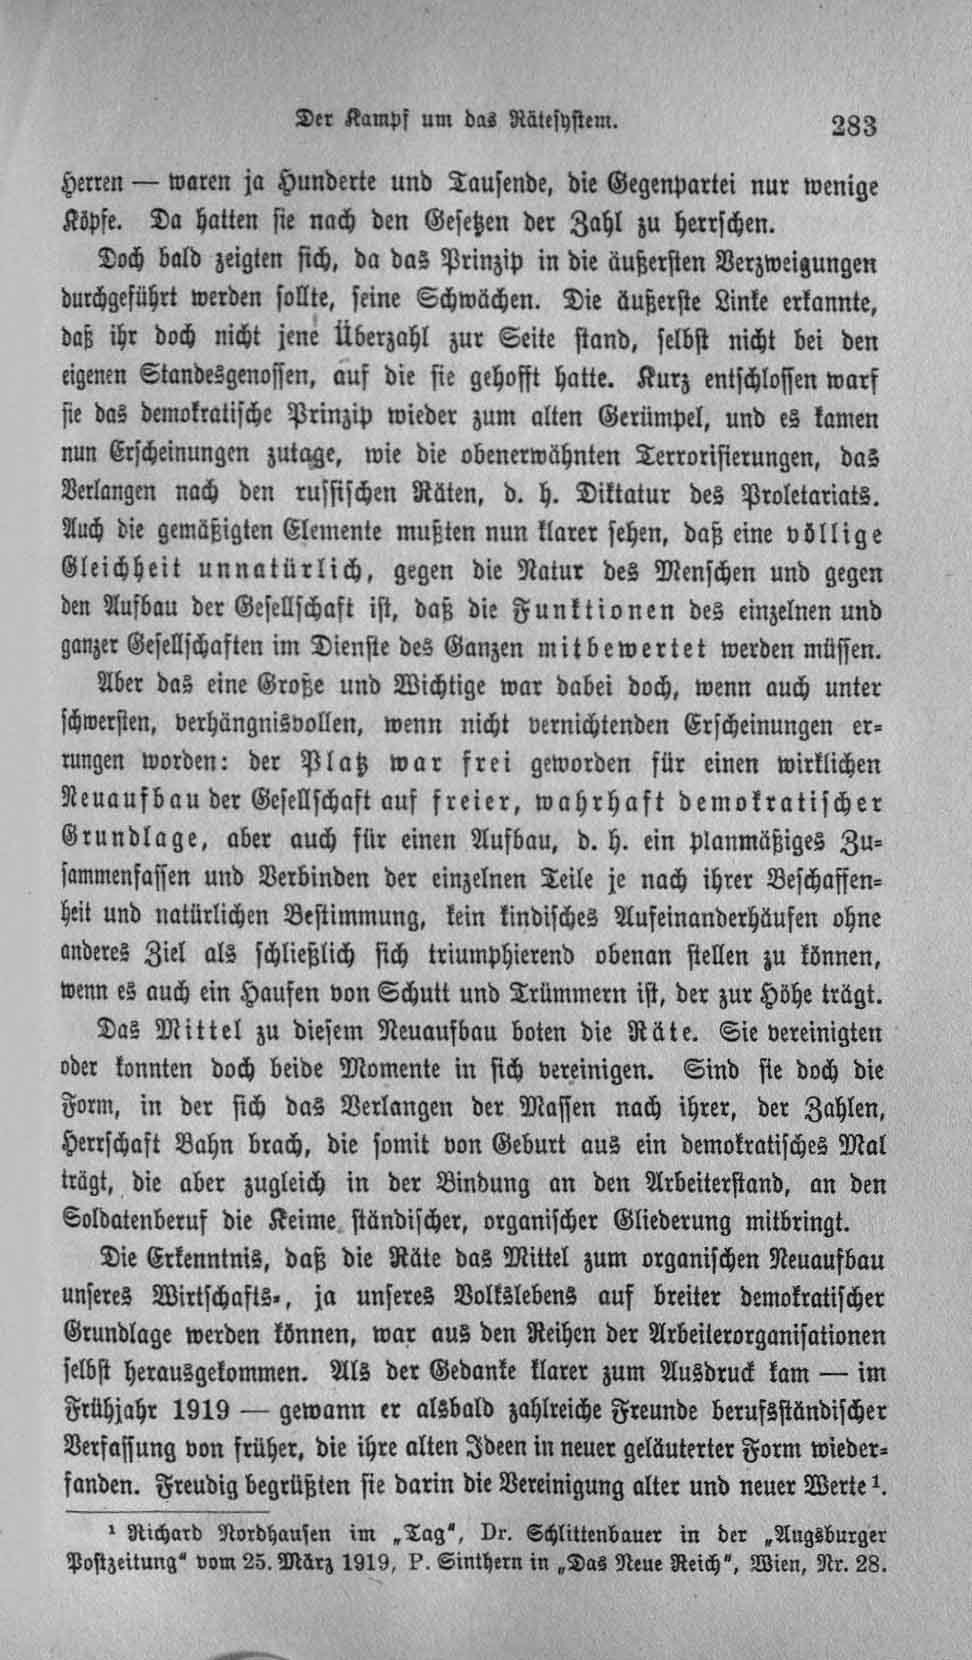 Der Kampf um das Rätesystem. 283
Herren — waren ja Hunderte und Tausende, die Gegenpartei nur wenige
Köpfe. Da hatten sie nach den Gesetzen der Zahl zu herrschen.
Doch bald zeigten sich, da das Prinzip in die äußersten Verzweigungen
durchgeführt werden sollte, seine Schwächen. Die äußerste Linke erkannte,
daß ihr doch nicht jene Überzahl zur Seite stand, selbst nicht bei den
eigenen Standesgenossen, auf die sie gehofft hatte. Kurz entschlossen warf
sie das demokratische Prinzip wieder zum alten Gerümpel, und es kamen
nun Erscheinungen zutage, wie die obenerwähnten Terrorisierungen, das
Verlangen nach den russischen Räten, d. h. Diktatur des Proletariats.
Auch die gemäßigten Elemente mußten nun klarer sehen, daß eine völlige
Gleichheit unnatürlich, gegen die Natur des Menschen und gegen
den Aufbau der Gesellschaft ist, daß die Funktionen des einzelnen und
ganzer Gesellschaften im Dienste des Ganzen mitbewertet werden müssen.
Aber das eine Große und Wichtige war dabei doch, wenn auch unter
schwersten, verhängnisvollen, wenn nicht vernichtenden Erscheinungen er-
rungen worden: der Platz war frei geworden für einen wirklichen
Neuaufbau der Gesellschaft auf freier, wahrhaft demokratischer
Grundlage, aber auch für einen Aufbau, d. h. ein planmäßiges Zu-
sammenfassen und Verbinden der einzelnen Teile je nach ihrer Beschaffen-
heit und natürlichen Bestimmung, kein kindisches Aufeinanderhäufen ohne
anderes Ziel als schließlich sich triumphierend obenan stellen zu können,
wenn es auch ein Haufen von Schutt und Trümmern ist, der zur Höhe trägt.
Das Mittel zu diesem Neuaufbau boten die Räte. Sie vereinigten
oder konnten doch beide Momente in sich vereinigen. Sind sie doch die
Form, in der sich das Verlangen der Massen nach ihrer, der Zahlen,
Herrschaft Bahn brach, die somit von Geburt aus ein demokratisches Mal
trägt, die aber zugleich in der Bindung an den Arbeiterstand, an den
Soldatenberuf die Keime ständischer, organischer Gliederung mitbringt.
Die Erkenntnis, daß die Räte das Mittel zum organischen Neuaufbau
unseres Wirtschafts-, ja unseres Volkslebens auf breiter demokratischer
Grundlage werden können, war aus den Reihen der Arbeiterorganisationen
selbst herausgekommen. Als der Gedanke klarer zum Ausdruck kam — im
Frühjahr 1919 — gewann er alsbald zahlreiche Freunde berufsständischer
Verfassung von früher, die ihre alten Ideen in neuer geläuterter Form wieder-
fanden. Freudig begrüßten sie darin die Vereinigung alter und neuer Werte¹.
¹ Richard Nordhausen im „Tag“, Dr. Schlittenbauer in der „Augsburger
Postzeitung“ vom 25. März 1919, P. Sinthern in „Das Neue Reich“, Wien, Nr. 28.